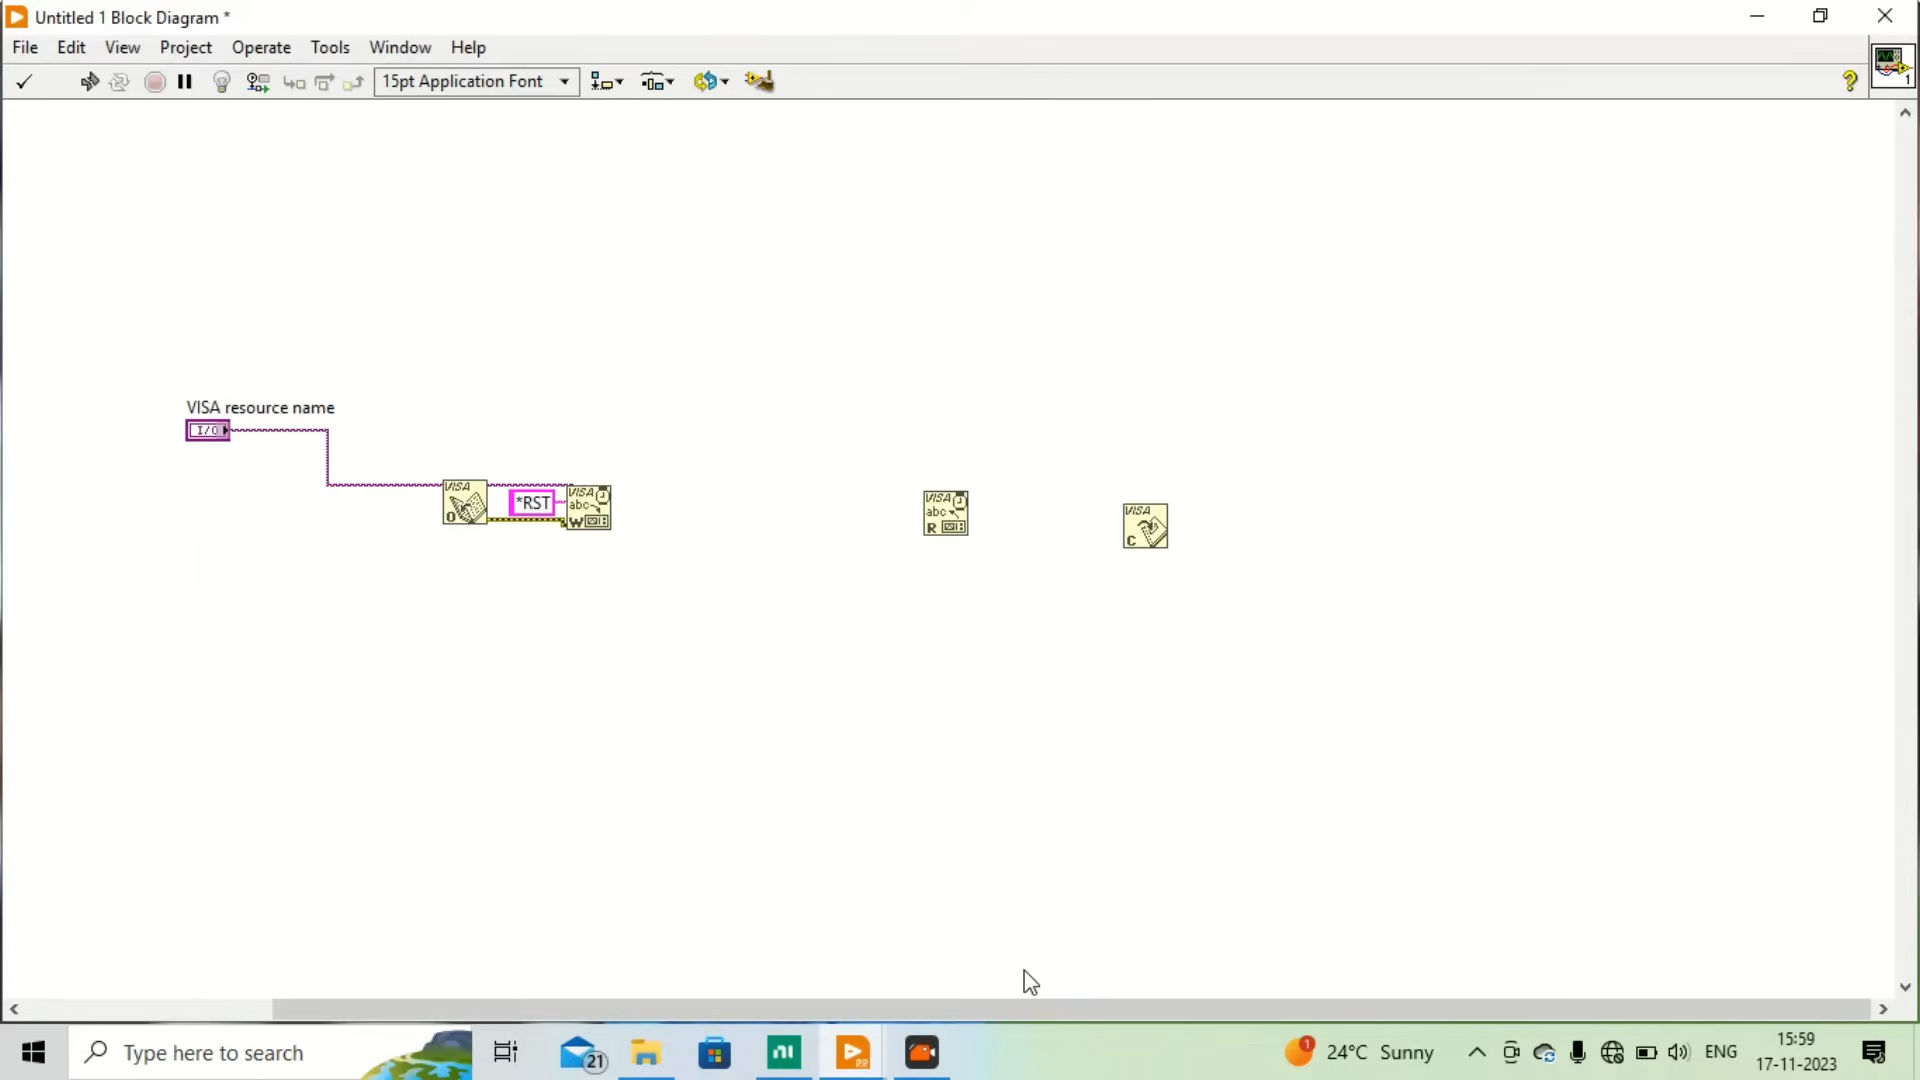 Untitled 1 Block Diagram *
File Edit View Project Operate Tools Window Help
15pt Application Font
1
VISA resource name
I/O
VISA
O
*RST
VISA
abc
W
VISA
abc
R
VISA
C
Type here to search
21
1
24°C Sunny
ENG
15:59
17-11-2023